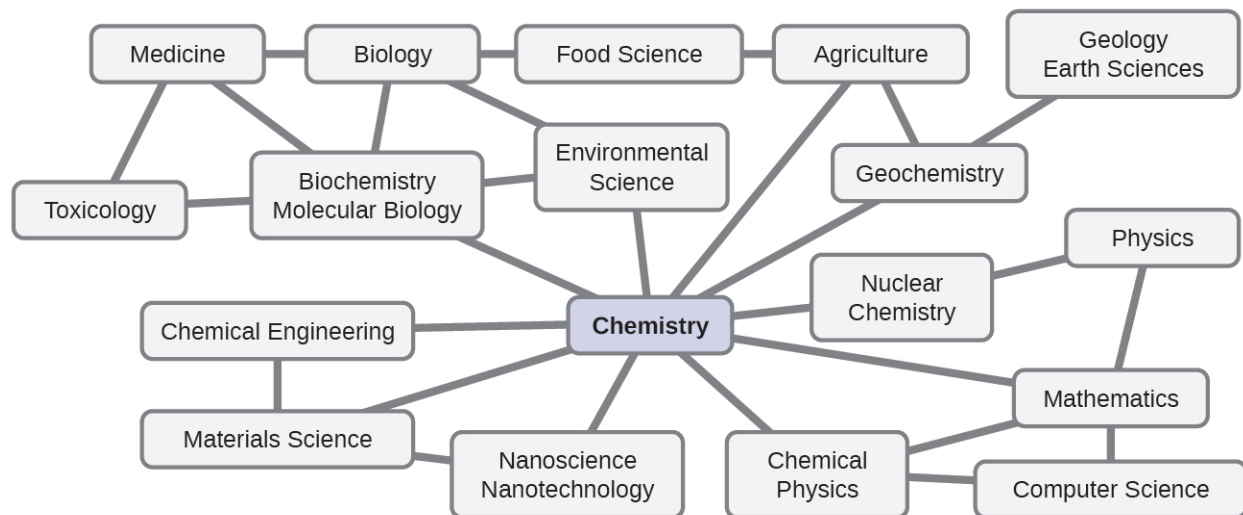 Medicine
Biology
Food Science
Agriculture
Geology
Earth Sciences
Environmental
Science
Geochemistry
Biochemistry
Molecular Biology
Toxicology
Physics
Nuclear
Chemistry
Chemistry
Chemical Engineering
Mathematics
Materials Science
Nanoscience
Nanotechnology
Chemical
Physics
Computer Science